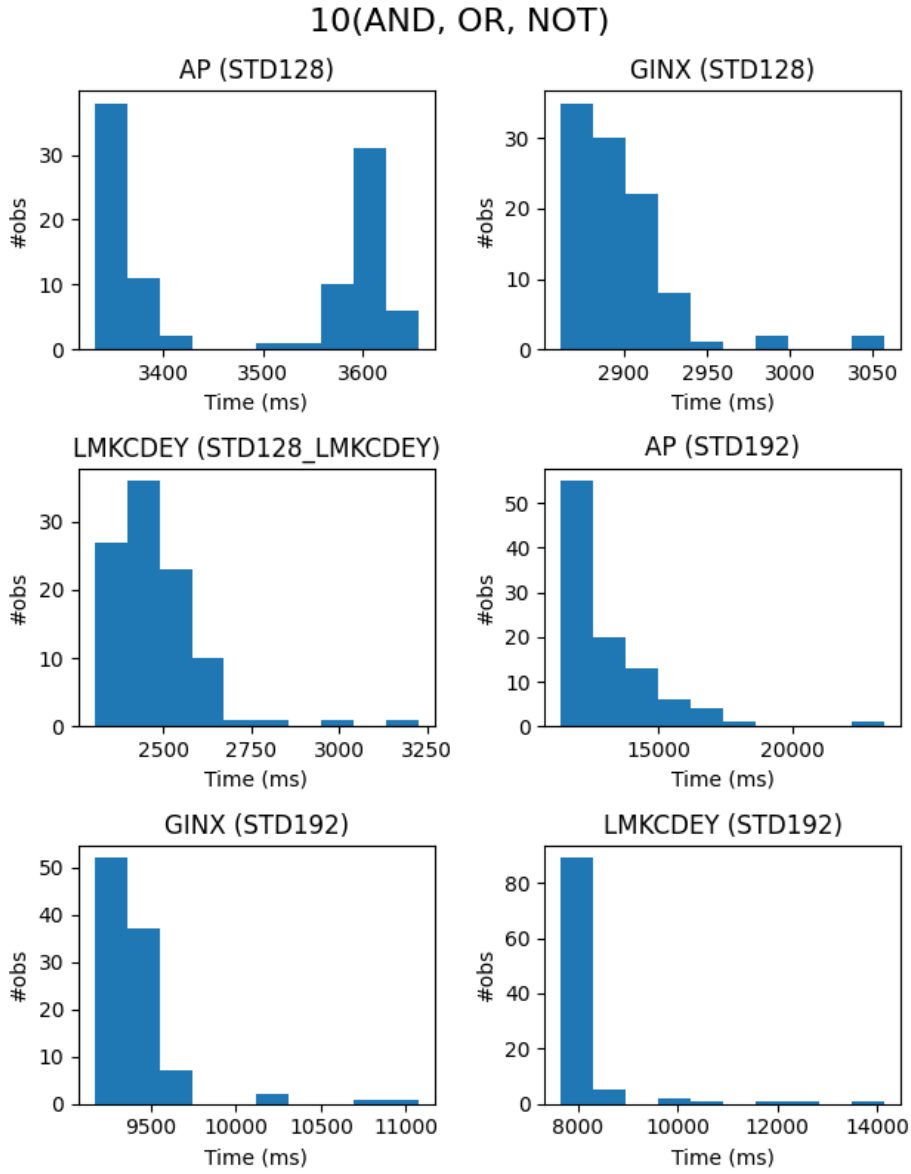 10(AND, OR, NOT)
AP (STD128)
GINX (STD128)
30
20
10
0
#obs
3400 3500 3600
Time (ms)
30
20
10
0
#obs
2900 2950 3000 3050
Time (ms)
LMKCDEY (STD128_LMKCDEY)
AP (STD192)
30
20
10
0
#obs
2500 2750 3000 3250
Time (ms)
50
40
30
20
10
0
#obs
15000 20000
Time (ms)
GINX (STD192)
LMKCDEY (STD192)
50
40
30
20
10
0
#obs
9500 10000 10500 11000
Time (ms)
80
60
40
20
0
#obs
8000 10000 12000 14000
Time (ms)